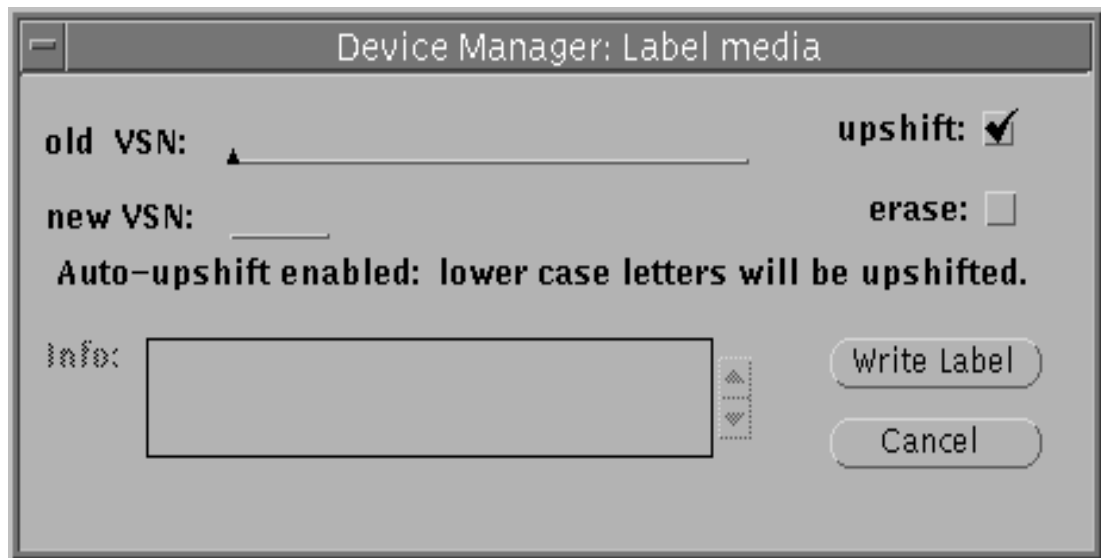 Device Manager: Label media
old VSN:
upshift:
new VSN:
erase:
Auto-upshift enabled: lower case letters will be upshifted.
Info:
Write Label
Cancel